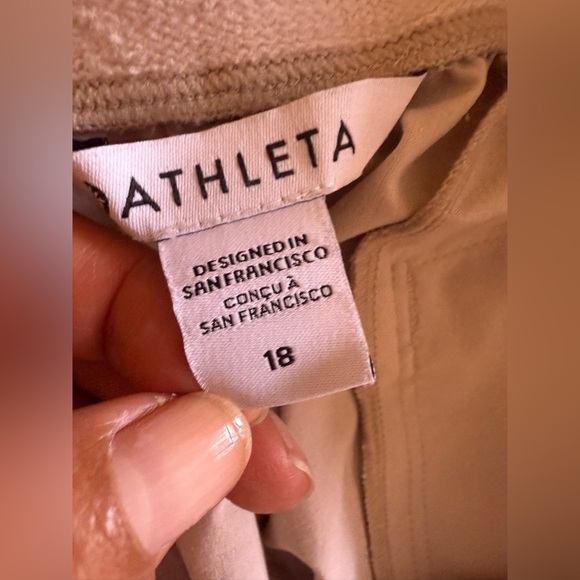 ATHLETA
DESIGNED IN
SAN FRANCISCO
CONÇU À
SAN FRANCISCO
18